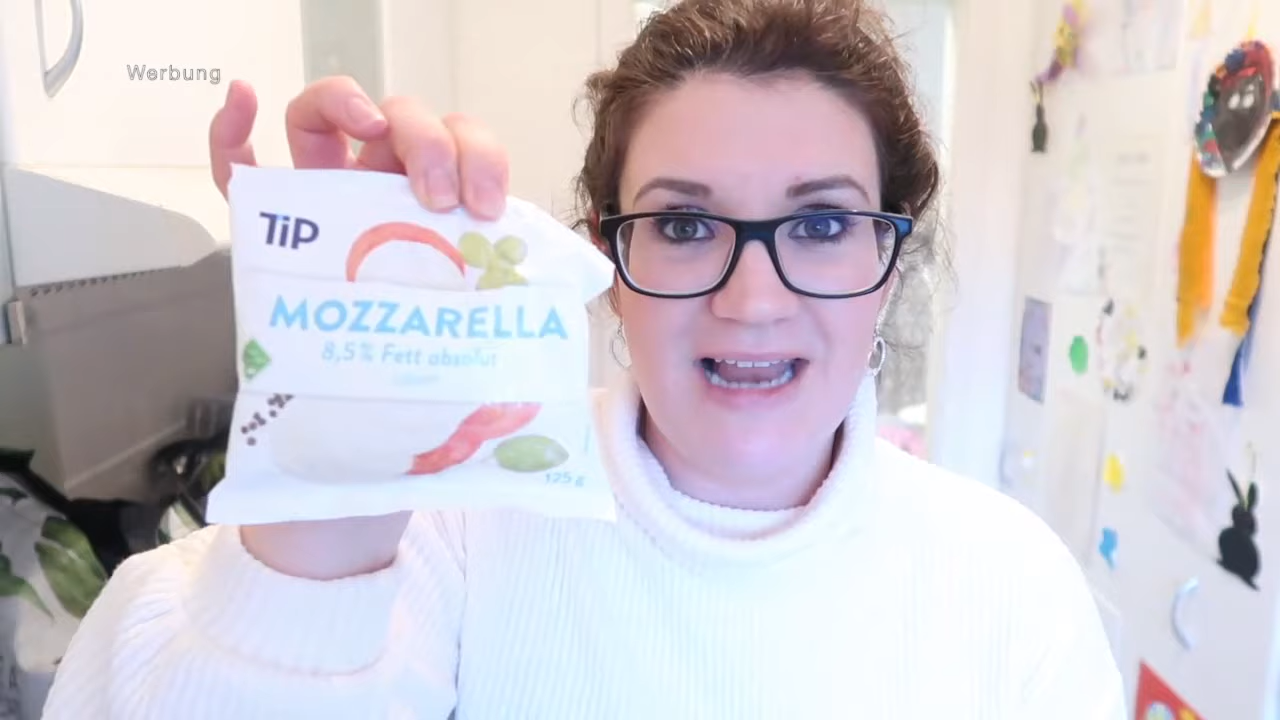 Werbung
TiP
MOZZARELLA
8,5% Fett absolut
125 g